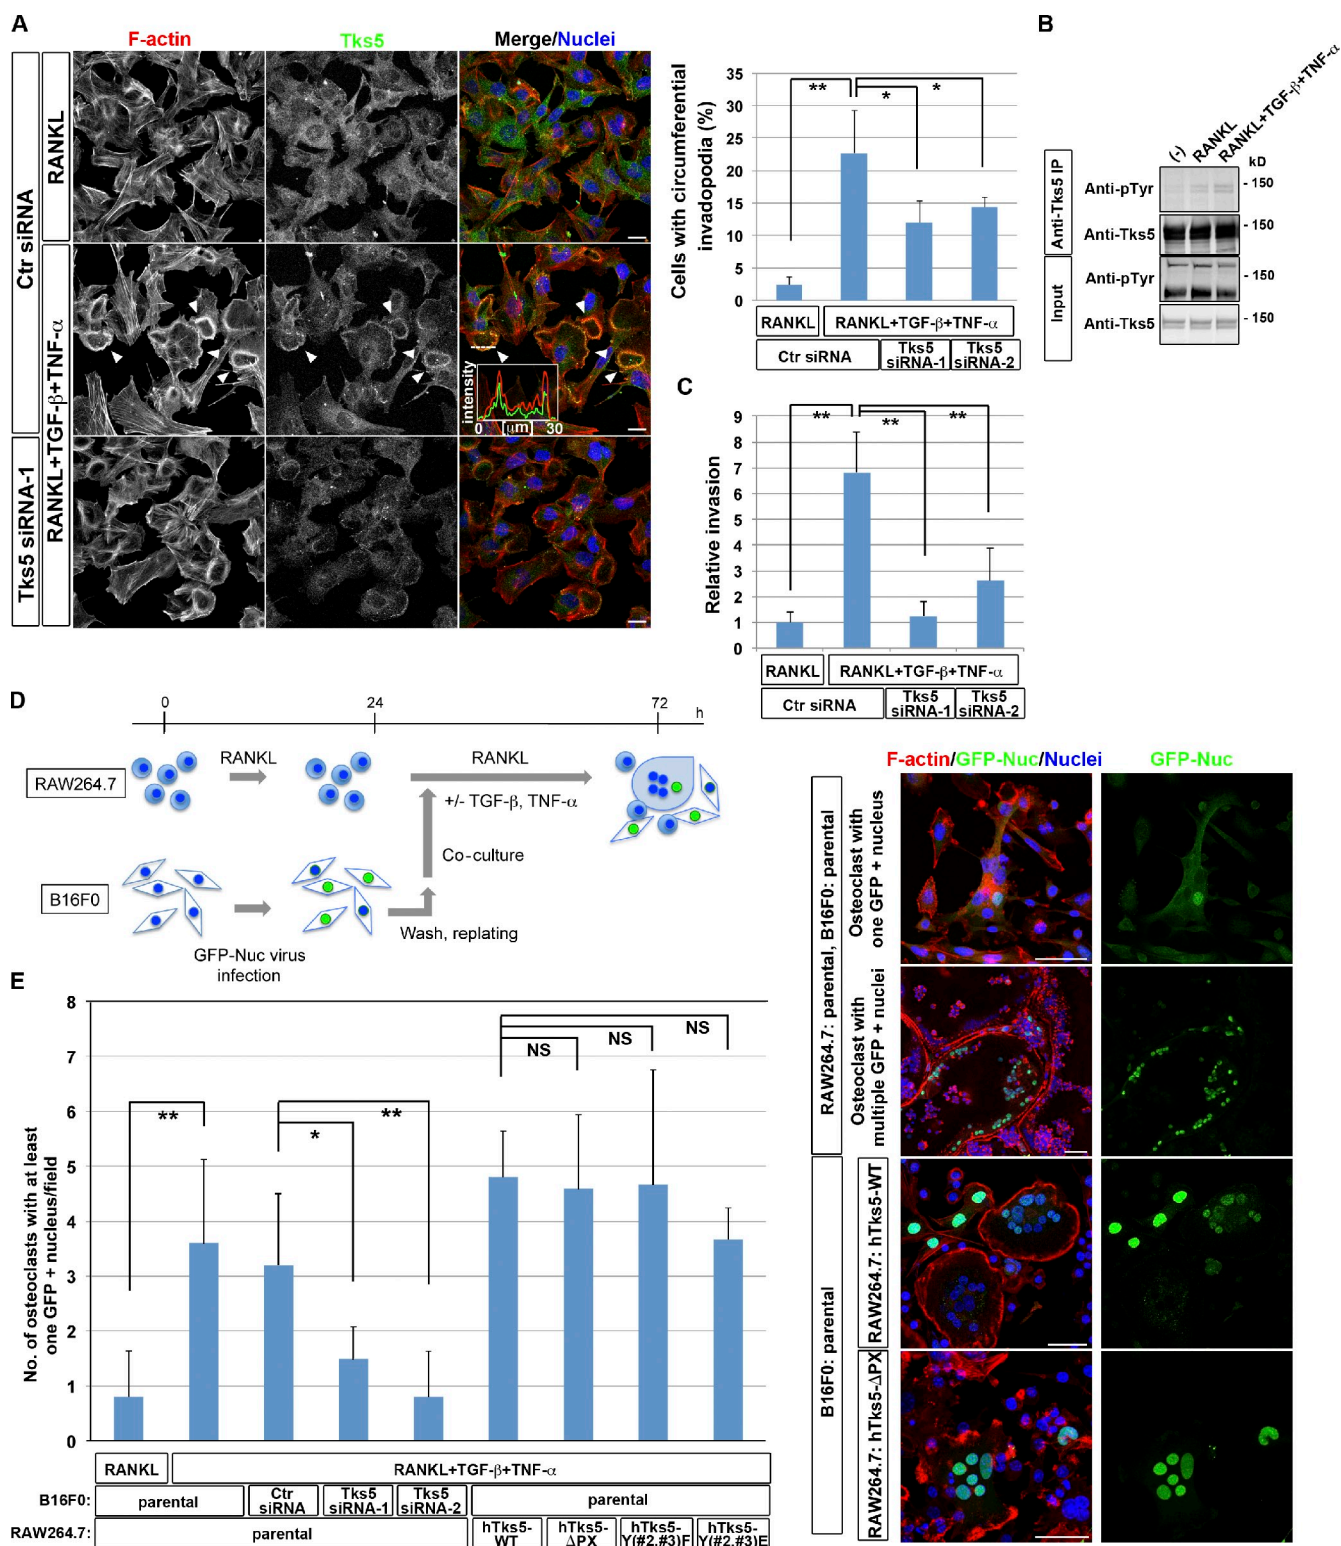 A
F-actin
Tks5
Merge/Nuclei
Ctr siRNA
RANKL
RANKL+TGF-β+TNF-α
Tks5 siRNA-1
intensity
0 [μm] 30
Cells with circumferential
invadopodia (%)
35
30
25
20
15
10
5
0
**
*
*
RANKL
RANKL+TGF-β+TNF-α
Ctr siRNA
Tks5
siRNA-1
Tks5
siRNA-2
B
(-)
RANKL
RANKL+TGF-β+TNF-α
kD
Anti-Tks5 IP
Anti-pTyr
- 150
Anti-Tks5
- 150
Input
Anti-pTyr
- 150
Anti-Tks5
- 150
C
Relative invasion
9
8
7
6
5
4
3
2
1
0
**
**
**
RANKL
RANKL+TGF-β+TNF-α
Ctr siRNA
Tks5
siRNA-1
Tks5
siRNA-2
D
0
24
72
h
RAW264.7
RANKL
RANKL
+/- TGF-β, TNF-α
Co-culture
B16F0
Wash, replating
GFP-Nuc virus
infection
E
No. of osteoclasts with at least
one GFP + nucleus/field
8
7
6
5
4
3
2
1
0
**
*
**
NS
NS
NS
RANKL
RANKL+TGF-β+TNF-α
B16F0:
parental
Ctr
siRNA
Tks5
siRNA-1
Tks5
siRNA-2
parental
RAW264.7:
parental
hTks5-
WT
hTks5-
ΔPX
hTks5-
Y(#2,#3)F
hTks5-
Y(#2,#3)E
F-actin/GFP-Nuc/Nuclei
GFP-Nuc
RAW264.7: parental, B16F0: parental
Osteoclast with
one GFP + nucleus
Osteoclast with
multiple GFP + nuclei
B16F0: parental
RAW264.7: hTks5-WT
RAW264.7: hTks5-ΔPX